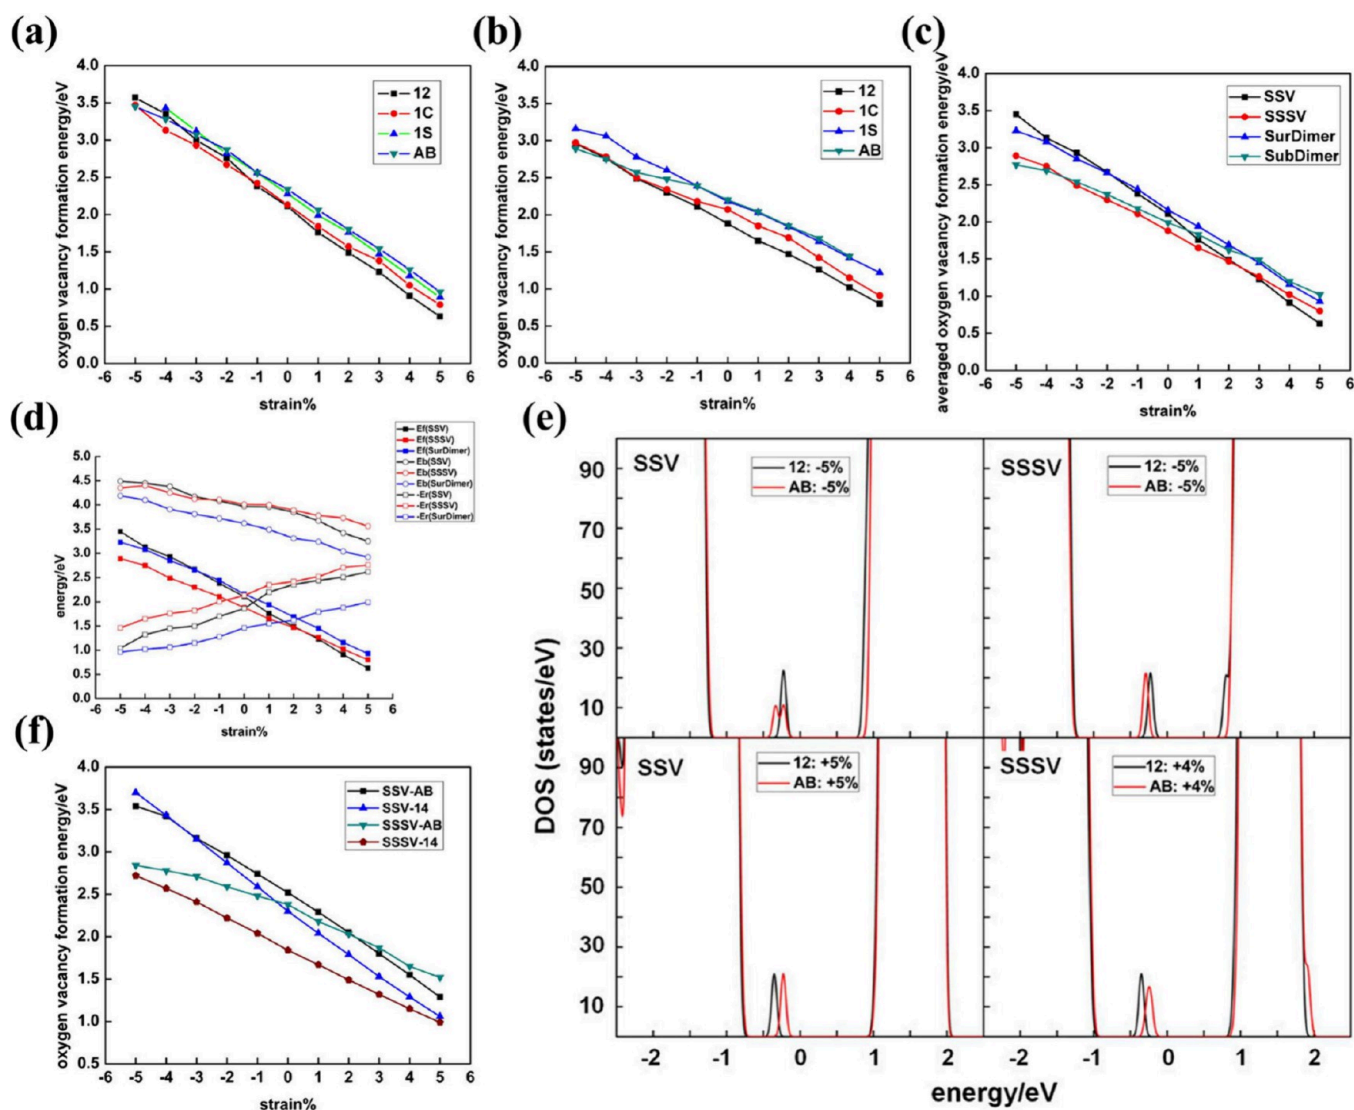 (a)
oxygen vacancy formation energy/eV
4.0
3.5
3.0
2.5
2.0
1.5
1.0
0.5
0.0
12
1C
1S
AB
-6 -5 -4 -3 -2 -1 0 1 2 3 4 5 6
strain%
(b)
oxygen vacancy formation energy/eV
4.0
3.5
3.0
2.5
2.0
1.5
1.0
0.5
0.0
12
1C
1S
AB
-6 -5 -4 -3 -2 -1 0 1 2 3 4 5 6
strain%
(c)
averaged oxygen vacancy formation energy/eV
4.0
3.5
3.0
2.5
2.0
1.5
1.0
0.5
0.0
SSV
SSSV
SurDimer
SubDimer
-6 -5 -4 -3 -2 -1 0 1 2 3 4 5 6
strain%
(d)
energy/eV
5.0
4.5
4.0
3.5
3.0
2.5
2.0
1.5
1.0
0.5
0.0
Ef(SSV)
Ef(SSSV)
Ef(SurDimer)
Eb(SSV)
Eb(SSSV)
Eb(SurDimer)
-Er(SSV)
-Er(SSSV)
-Er(SurDimer)
-6 -5 -4 -3 -2 -1 0 1 2 3 4 5 6
strain%
(e)
DOS (states/eV)
90
70
50
30
10
SSV
12: -5%
AB: -5%
SSSV
12: -5%
AB: -5%
90
70
50
30
10
SSV
12: +5%
AB: +5%
SSSV
12: +4%
AB: +4%
-2 -1 0 1 2 -2 -1 0 1 2
energy/eV
(f)
oxygen vacancy formation energy/eV
4.0
3.5
3.0
2.5
2.0
1.5
1.0
0.5
SSV-AB
SSV-14
SSSV-AB
SSSV-14
-6 -5 -4 -3 -2 -1 0 1 2 3 4 5 6
strain%